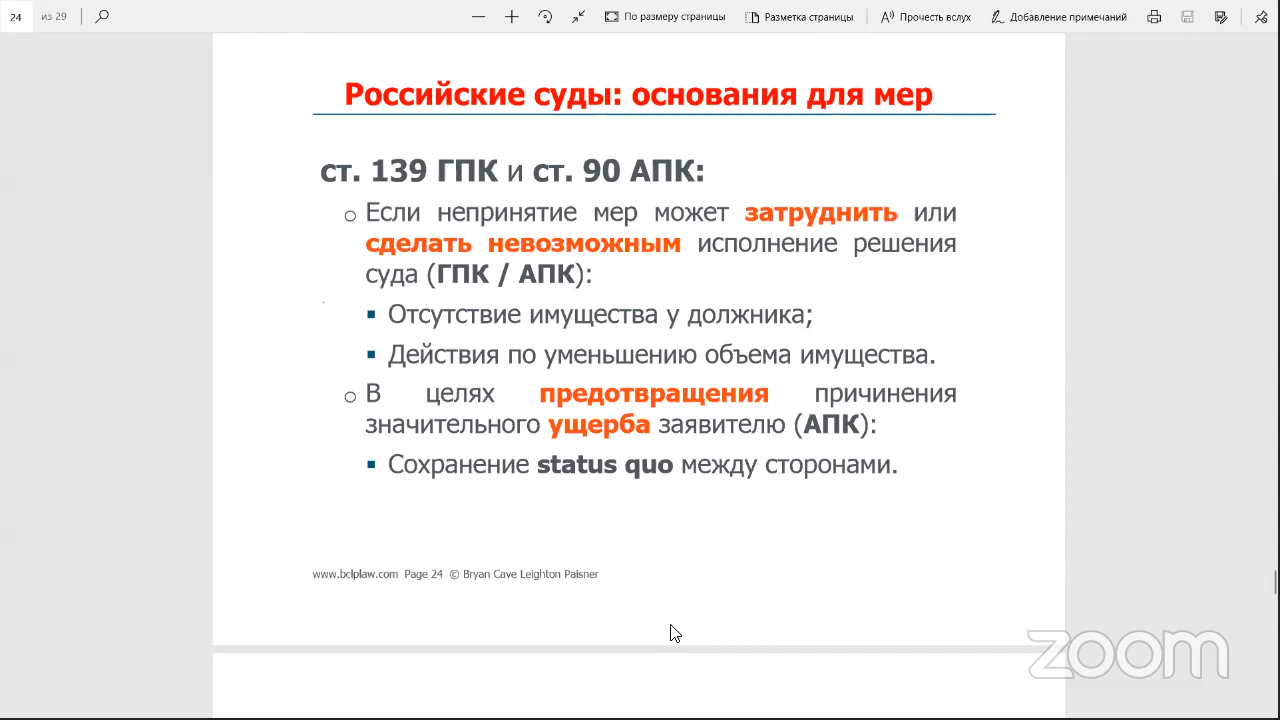 24 из 29 По размеру страницы Разметка страницы Прочесть вслух Добавление примечаний
Российские суды: основания для мер
ст. 139 ГПК и ст. 90 АПК:
Если непринятие мер может затруднить или
сделать невозможным исполнение решения
суда (ГПК / АПК):
Отсутствие имущества у должника;
Действия по уменьшению объема имущества.
В целях предотвращения причинения
значительного ущерба заявителю (АПК):
Сохранение status quo между сторонами.
www.bclplaw.com Page 24 © Bryan Cave Leighton Paisner
zoom